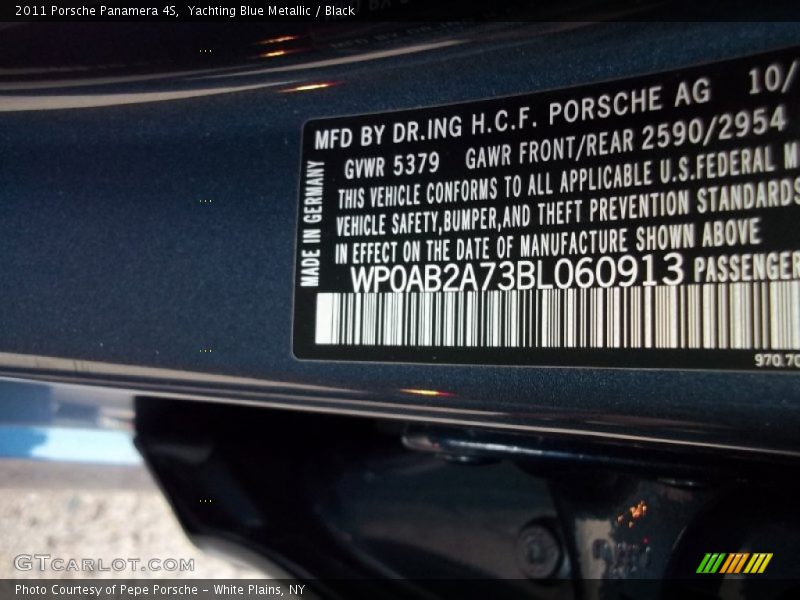 2011 Porsche Panamera 4S,  Yachting Blue Metallic / Black
MFD BY DR.ING H.C.F. PORSCHE AG 10/
GVWR 5379 GAWR FRONT/REAR 2590/2954
THIS VEHICLE CONFORMS TO ALL APPLICABLE U.S.FEDERAL M
VEHICLE SAFETY,BUMPER,AND THEFT PREVENTION STANDARDS
IN EFFECT ON THE DATE OF MANUFACTURE SHOWN ABOVE
WP0AB2A73BL060913 PASSENGER
MADE IN GERMANY
970.70
GTcarlot.com
Photo Courtesy of Pepe Porsche - White Plains, NY